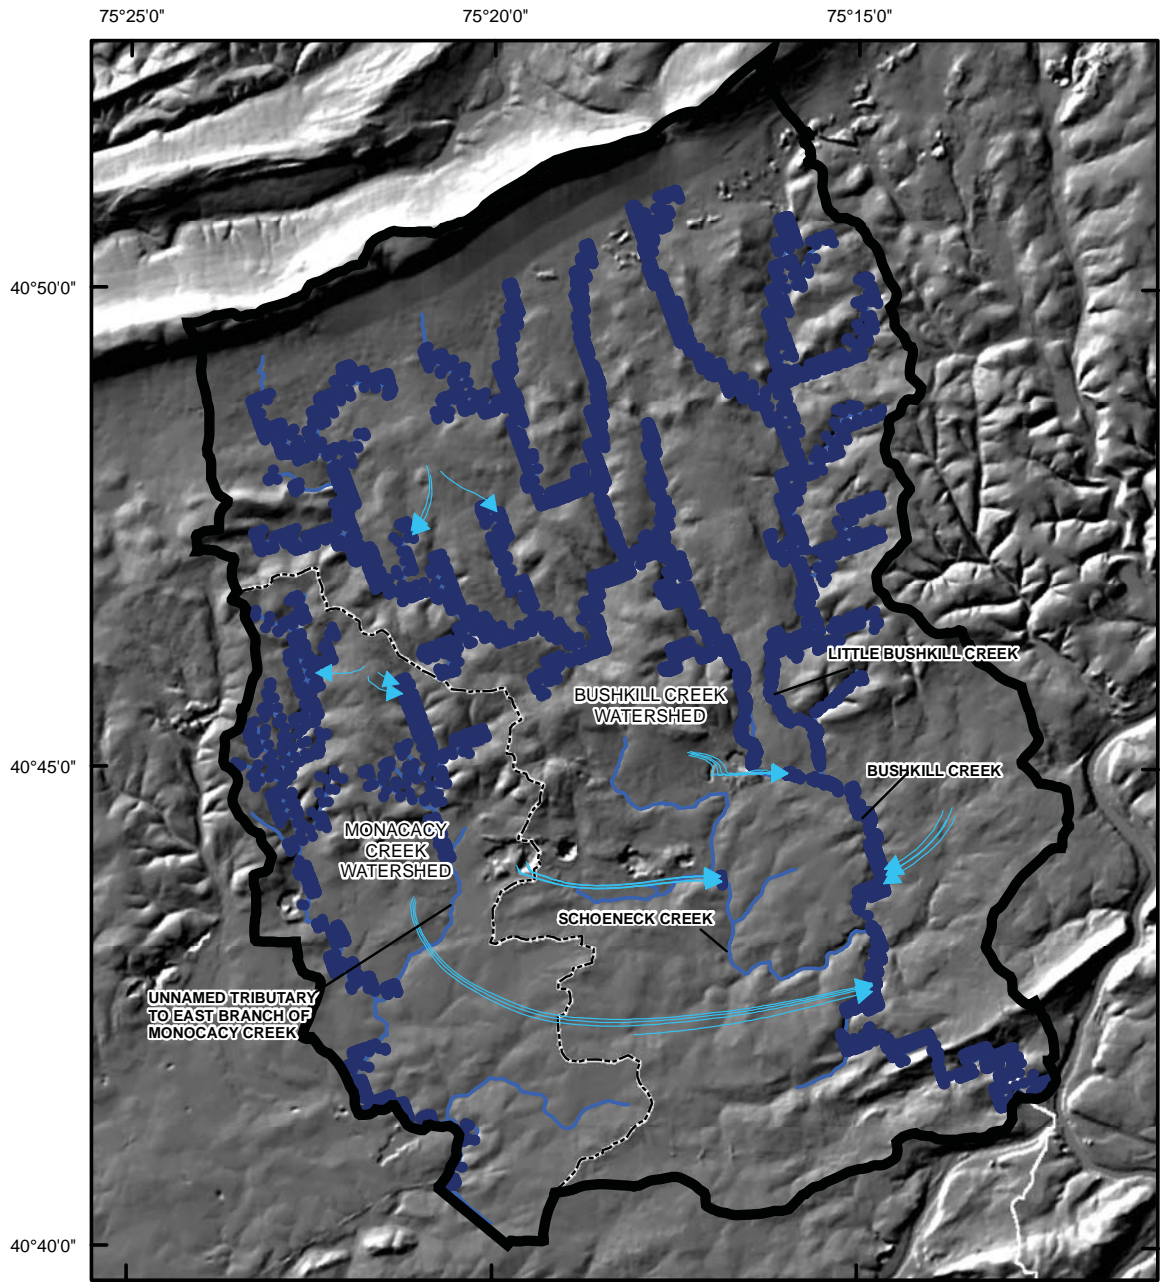 75°25'0"
75°20'0"
75°15'0"
40°50'0"
LITTLE BUSHKILL CREEK
BUSHKILL CREEK
WATERSHED
40°45'0"
BUSHKILL CREEK
MONACACY
CREEK
WATERSHED
SCHOENECK CREEK
UNNAMED TRIBUTARY
TO EAST BRANCH OF
MONOCACY CREEK
40°40'0"